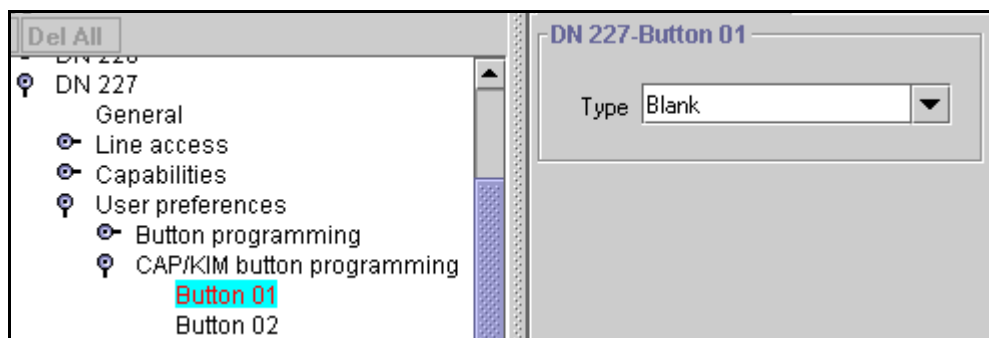 Del All
DN 227
General
Line access
Capabilities
User preferences
Button programming
CAP/KIM button programming
Button 01
Button 02
DN 227-Button 01
Type Blank